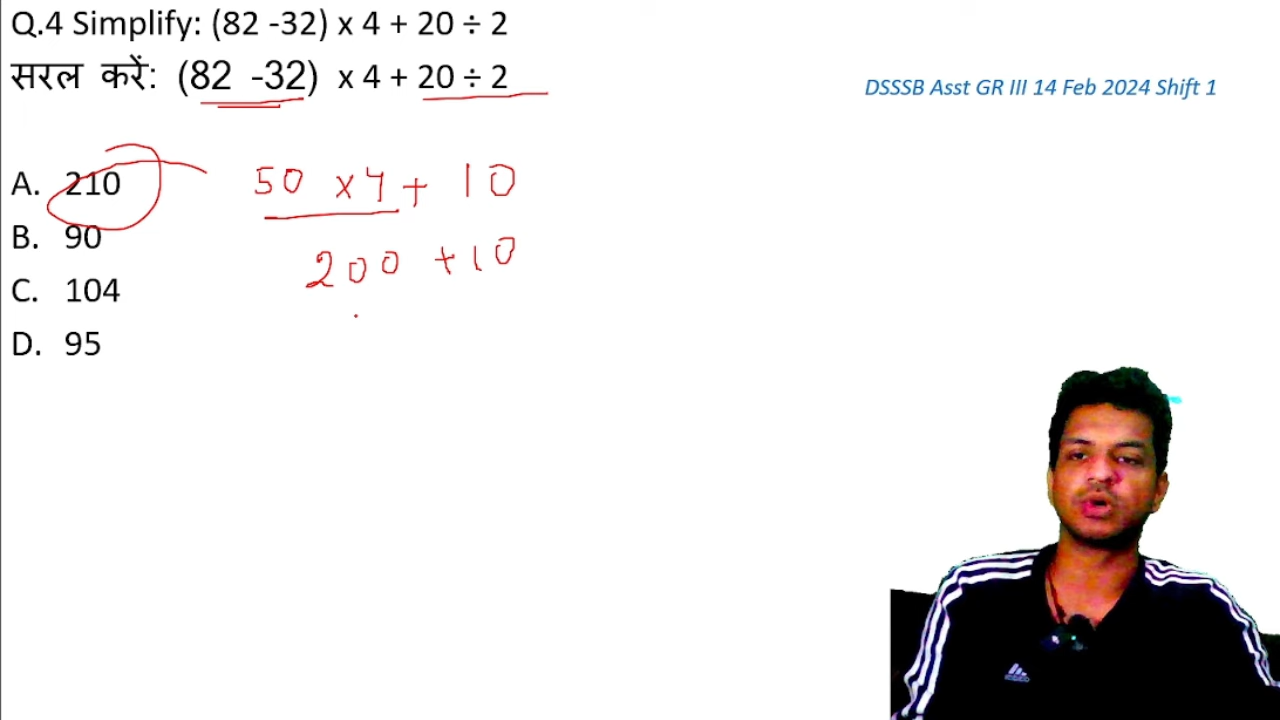 Q.4 Simplify: (82 -32) x 4 + 20 ÷ 2
सरल करें: (82 -32) x 4 + 20 ÷ 2
DSSSB Asst GR III 14 Feb 2024 Shift 1
A. 210
50 x 4 + 10
B. 90
200 + 10
C. 104
D. 95